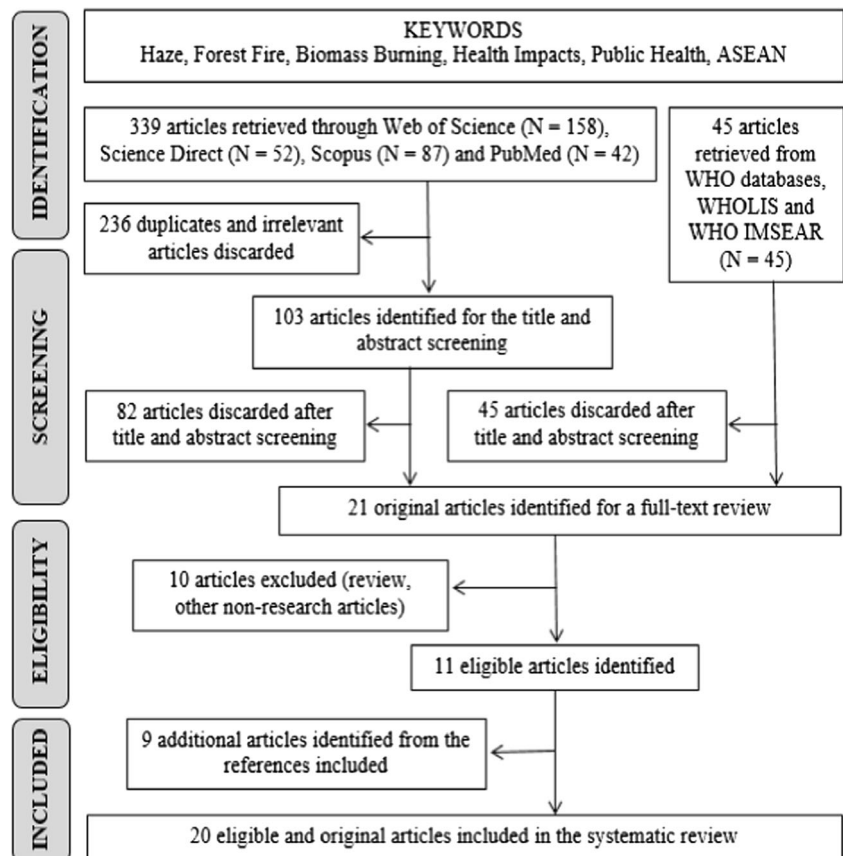 IDENTIFICATION
KEYWORDS
Haze, Forest Fire, Biomass Burning, Health Impacts, Public Health, ASEAN
339 articles retrieved through Web of Science (N = 158),
Science Direct (N = 52), Scopus (N = 87) and PubMed (N = 42)
45 articles
retrieved from
WHO databases,
WHOLIS and
WHO IMSEAR
(N = 45)
236 duplicates and irrelevant
articles discarded
SCREENING
103 articles identified for the title and
abstract screening
82 articles discarded after
title and abstract screening
45 articles discarded after
title and abstract screening
21 original articles identified for a full-text review
ELIGIBILITY
10 articles excluded (review,
other non-research articles)
11 eligible articles identified
INCLUDED
9 additional articles identified from the
references included
20 eligible and original articles included in the systematic review